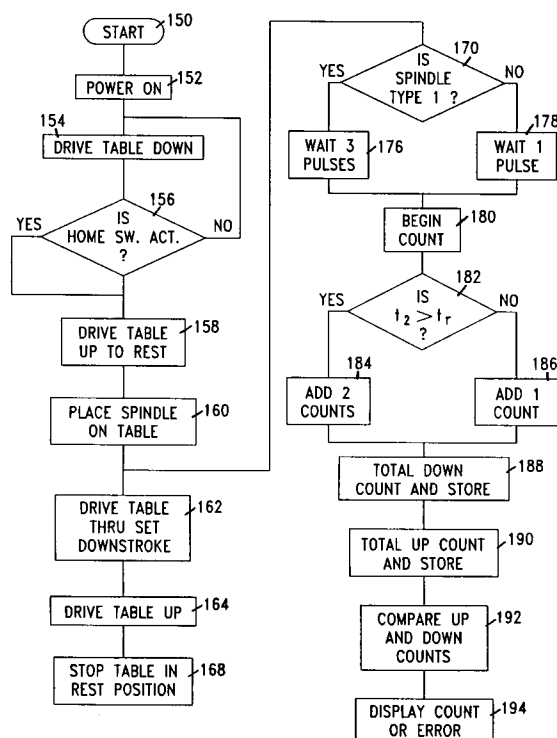 START
150
POWER ON
152
154
DRIVE TABLE DOWN
156
IS
HOME SW. ACT.
?
YES
NO
DRIVE TABLE
UP TO REST
158
PLACE SPINDLE
ON TABLE
160
DRIVE TABLE
THRU SET
DOWNSTROKE
162
DRIVE TABLE UP
164
STOP TABLE IN
REST POSITION
168
170
IS
SPINDLE
TYPE 1 ?
YES
NO
WAIT 3
PULSES
176
178
WAIT 1
PULSE
BEGIN
COUNT
180
182
IS
t2 > tr
?
YES
NO
184
ADD 2
COUNTS
186
ADD 1
COUNT
TOTAL DOWN
COUNT AND STORE
188
TOTAL UP COUNT
AND STORE
190
COMPARE UP
AND DOWN
COUNTS
192
DISPLAY COUNT
OR ERROR
194